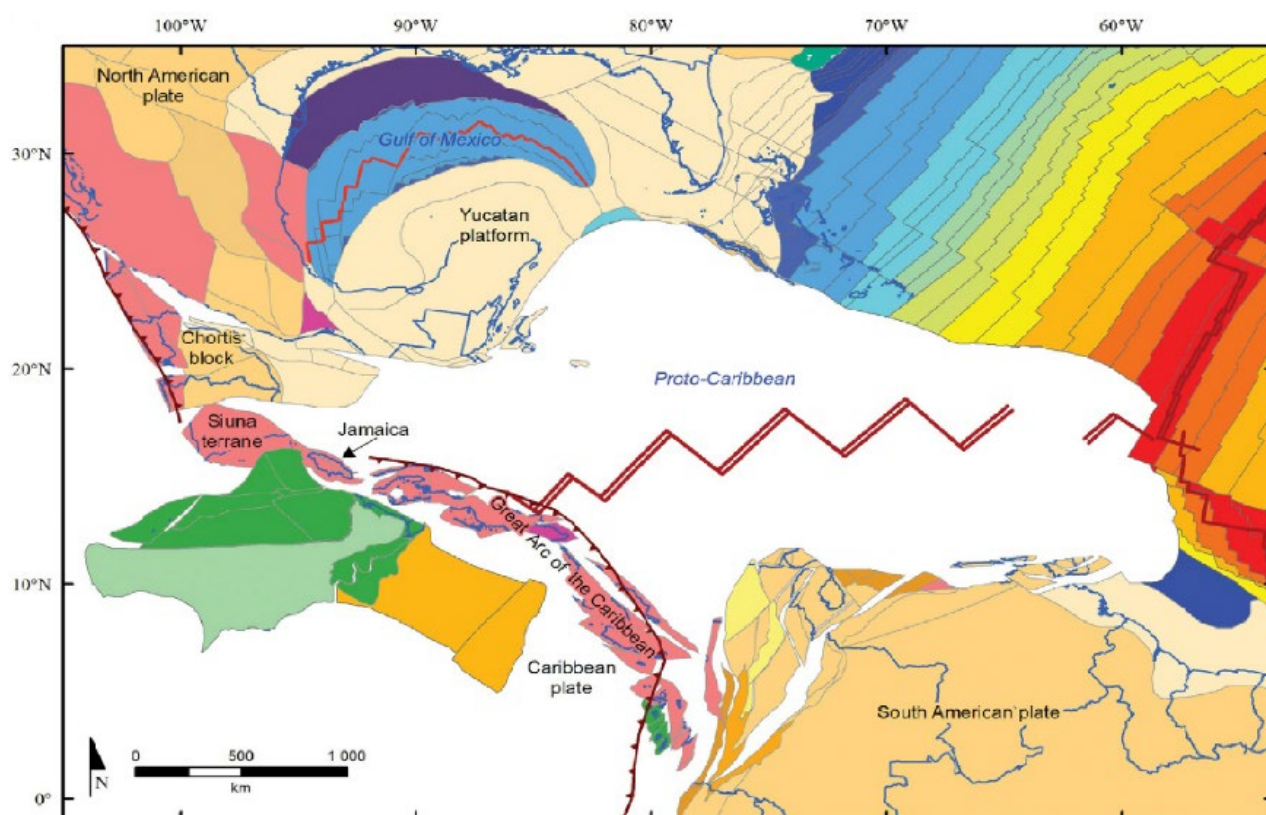 100°W
90°W
80°W
70°W
60°W
North American
plate
Gulf of Mexico
30°N
Yucatan
platform
Chortis
block
20°N
Proto-Caribbean
Siuna
terrane
Jamaica
Great Arc of the Caribbean
10°N
Caribbean
plate
South American plate
0
500
1 000
km
N
0°